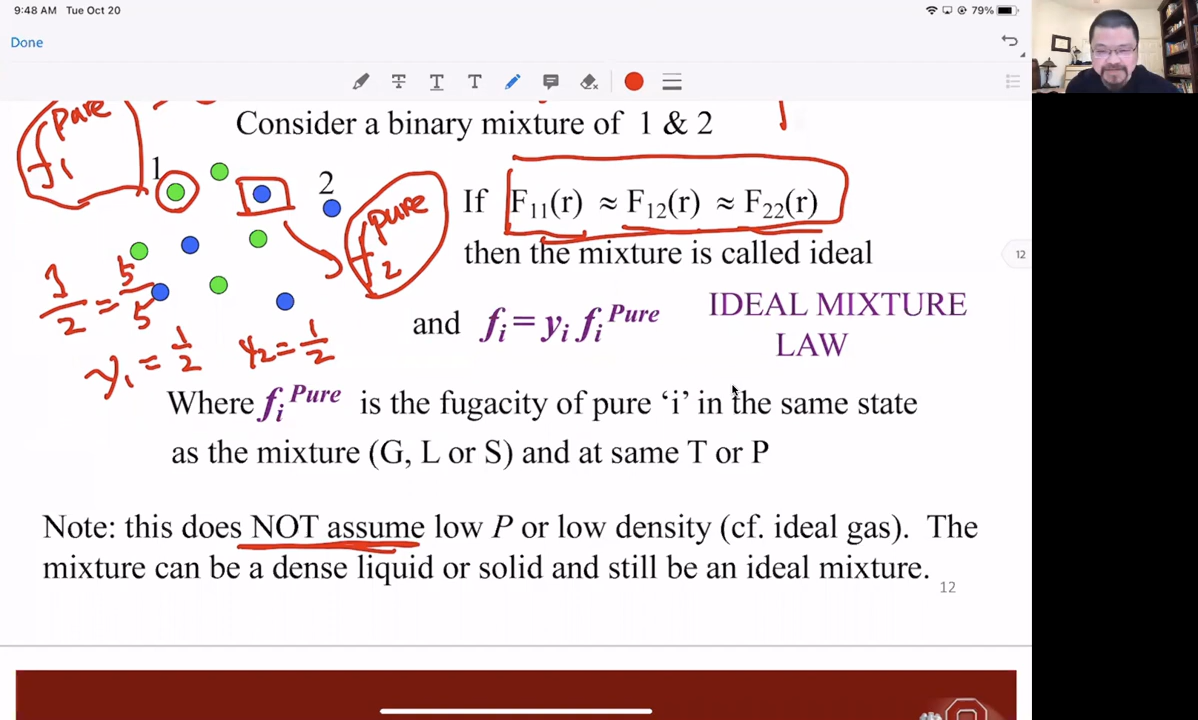 9:48 AM Tue Oct 20
79%
Done
T T T
Consider a binary mixture of 1 & 2
f1 pure
1
2
f2 pure
If F11(r) ≈ F12(r) ≈ F22(r)
then the mixture is called ideal
12
1/2 = 5/5
y1 = 1/2 y2 = 1/2
and fi = yi fi Pure
IDEAL MIXTURE
LAW
Where fi Pure is the fugacity of pure ‘i’ in the same state
as the mixture (G, L or S) and at same T or P
Note: this does NOT assume low P or low density (cf. ideal gas). The
mixture can be a dense liquid or solid and still be an ideal mixture.
12